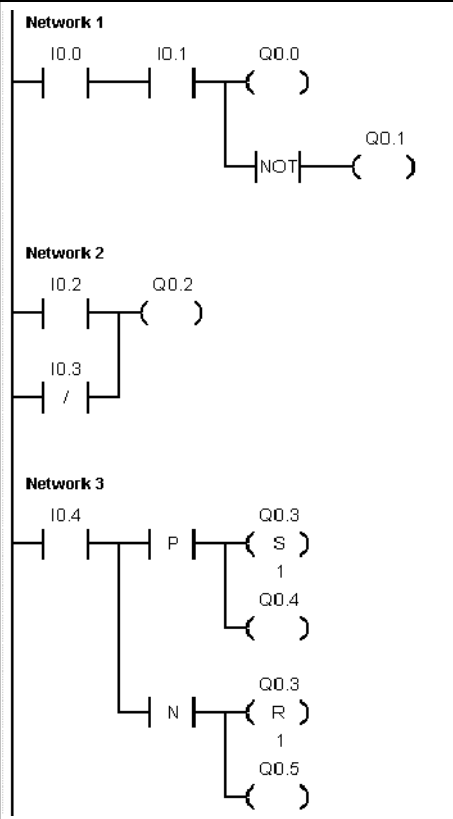 Network 1
I0.0 I0.1 Q0.0
Q0.1
NOT
Network 2
I0.2 Q0.2
I0.3
/
Network 3
I0.4 Q0.3
P S
1
Q0.4
Q0.3
N R
1
Q0.5